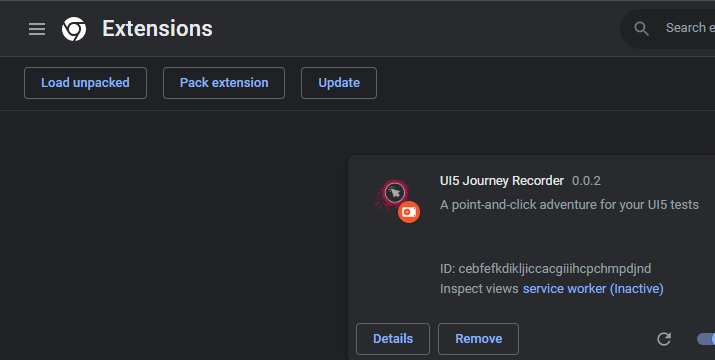 Extensions
Search e
Load unpacked
Pack extension
Update
UI5 Journey Recorder 0.0.2
A point-and-click adventure for your UI5 tests
ID: cebfefkdikljiccacgiiihcpchmpdjnd
Inspect views service worker (Inactive)
Details
Remove